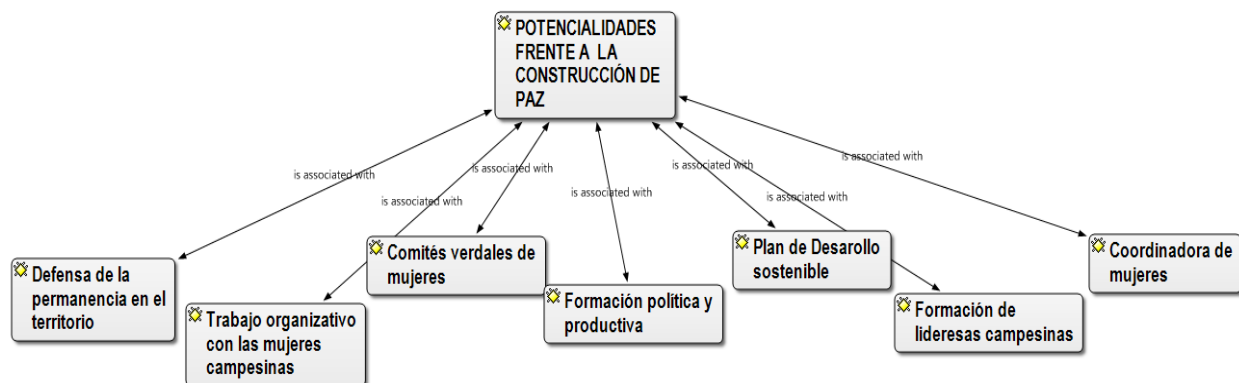 POTENCIALIDADES
FRENTE A LA
CONSTRUCCIÓN DE
PAZ
is associated with
is associated with
is associated with
is associated with
is associated with
is associated with
is associated with
Defensa de la
permanencia en el
territorio
Trabajo organizativo
con las mujeres
campesinas
Comités verdales de
mujeres
Formación política y
productiva
Plan de Desarollo
sostenible
Formación de
lideresas campesinas
Coordinadora de
mujeres